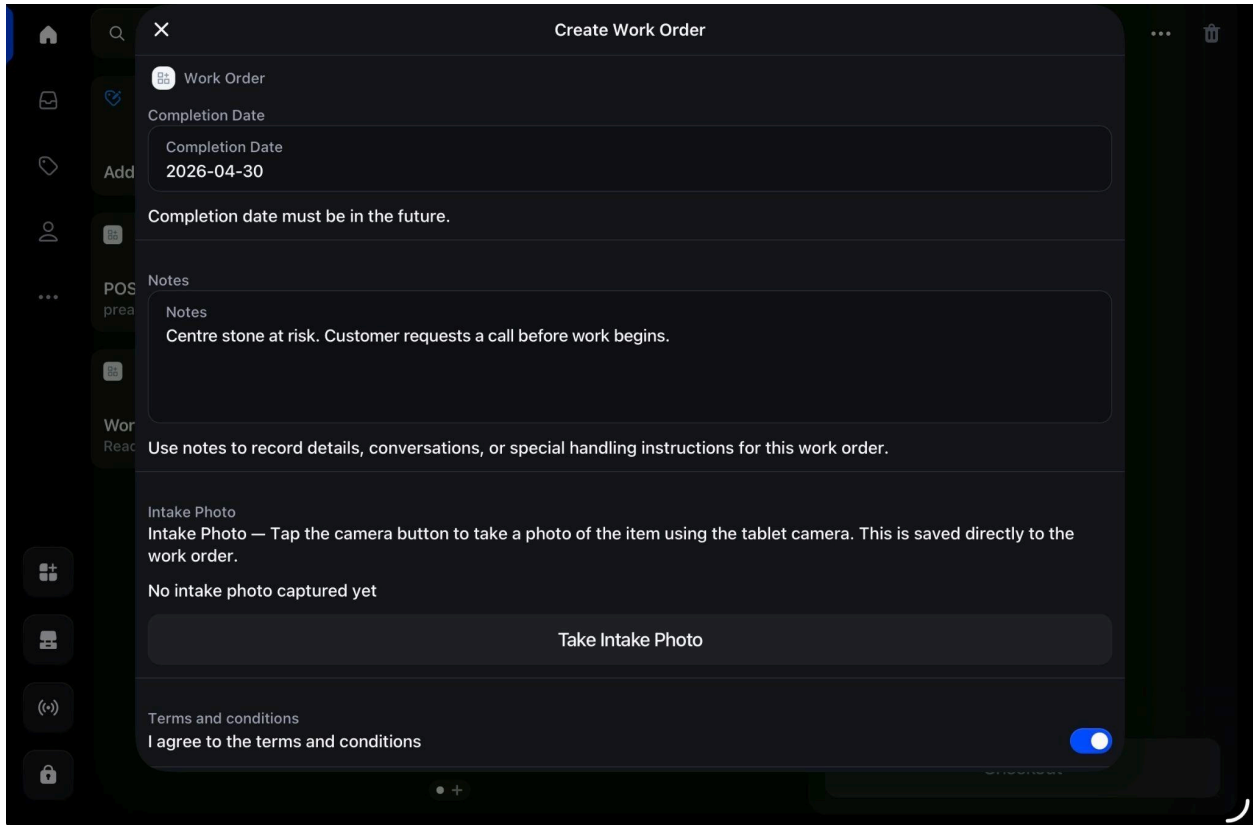 Create Work Order
Work Order
Completion Date
Completion Date
2026-04-30
Completion date must be in the future.
Add
POS
prea
Notes
Notes
Centre stone at risk. Customer requests a call before work begins.
Wor
Read
Use notes to record details, conversations, or special handling instructions for this work order.
Intake Photo
Intake Photo — Tap the camera button to take a photo of the item using the tablet camera. This is saved directly to the
work order.
No intake photo captured yet
Take Intake Photo
Terms and conditions
I agree to the terms and conditions